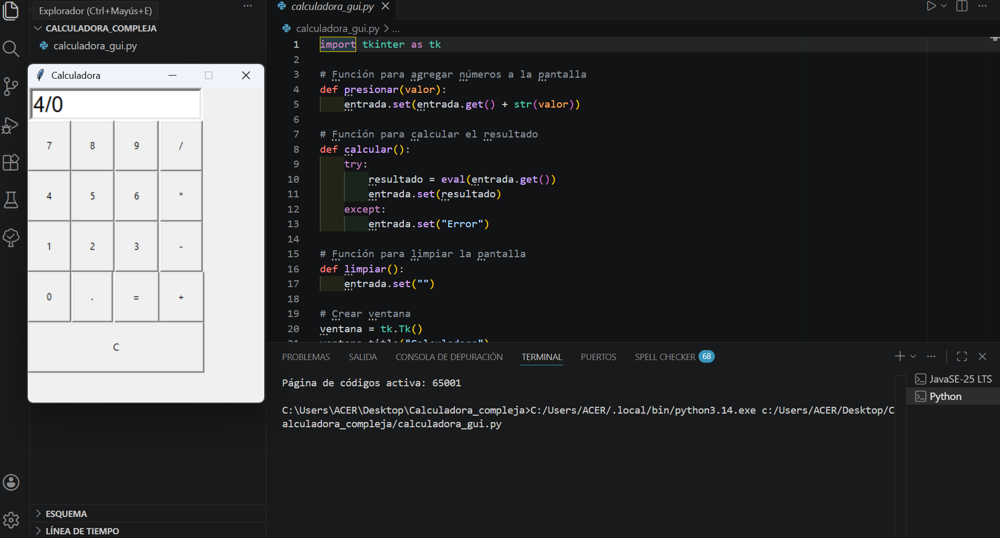 Explorador (Ctrl+Mayús+E)
CALCULADORA_COMPLEJA
calculadora_gui.py
Calculadora
4/0
7 8 9 /
4 5 6 *
1 2 3 -
0 . = +
C
ESQUEMA
LÍNEA DE TIEMPO
calculadora_gui.py
calculadora_gui.py > ...
1 import tkinter as tk
2
3 # Función para agregar números a la pantalla
4 def presionar(valor):
5     entrada.set(entrada.get() + str(valor))
6
7 # Función para calcular el resultado
8 def calcular():
9     try:
10         resultado = eval(entrada.get())
11         entrada.set(resultado)
12     except:
13         entrada.set("Error")
14
15 # Función para limpiar la pantalla
16 def limpiar():
17     entrada.set("")
18
19 # Crear ventana
20 ventana = tk.Tk()
21 ventana.title("Calculadora")
PROBLEMAS SALIDA CONSOLA DE DEPURACIÓN TERMINAL PUERTOS SPELL CHECKER 68
Página de códigos activa: 65001
C:\Users\ACER\Desktop\Calculadora_compleja>C:/Users/ACER/.local/bin/python3.14.exe c:/Users/ACER/Desktop/C
alculadora_compleja/calculadora_gui.py
JavaSE-25 LTS
Python